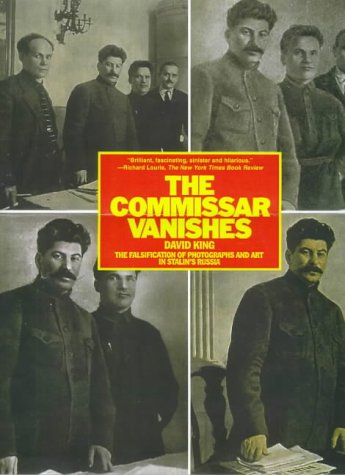 "Brilliant, fascinating, sinister and hilarious."
—Richard Lourie, The New York Times Book Review
THE
COMMISSAR
VANISHES
DAVID KING
THE FALSIFICATION OF PHOTOGRAPHS AND ART
IN STALIN'S RUSSIA